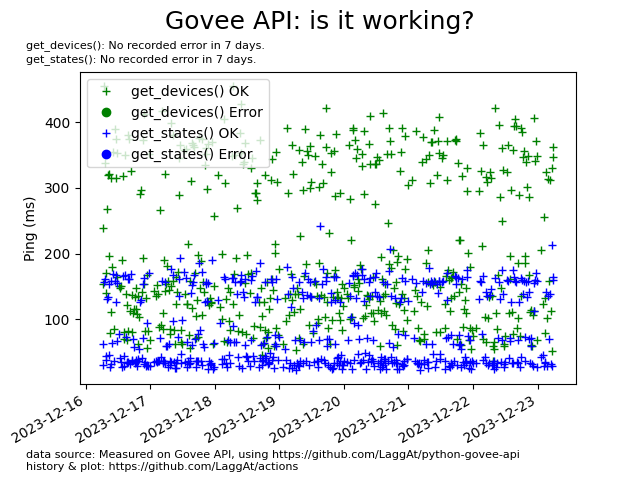 Govee API: is it working?
get_devices(): No recorded error in 7 days.
get_states(): No recorded error in 7 days.
get_devices() OK
get_devices() Error
get_states() OK
get_states() Error
Ping (ms)
400
300
200
100
2023-12-16
2023-12-17
2023-12-18
2023-12-19
2023-12-20
2023-12-21
2023-12-22
2023-12-23
data source: Measured on Govee API, using https://github.com/LaggAt/python-govee-api
history & plot: https://github.com/LaggAt/actions